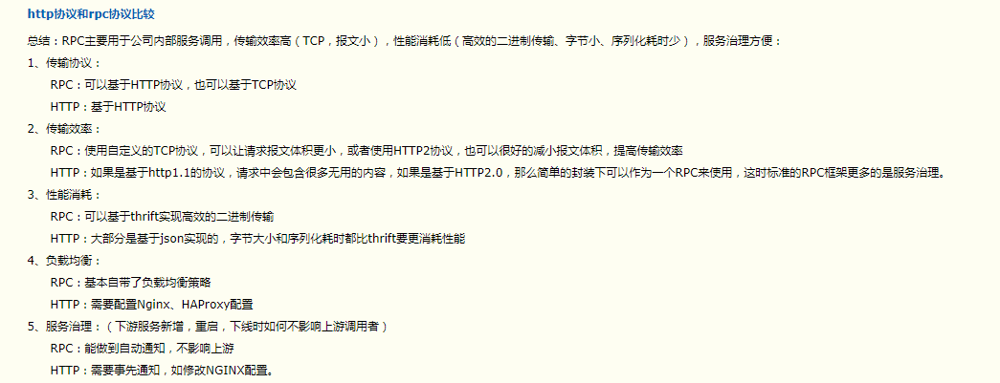 http协议和rpc协议比较
总结：RPC主要用于公司内部服务调用，传输效率高（TCP，报文小），性能消耗低（高效的二进制传输、字节小、序列化耗时少），服务治理方便：
1、传输协议：
RPC：可以基于HTTP协议，也可以基于TCP协议
HTTP：基于HTTP协议
2、传输效率：
RPC：使用自定义的TCP协议，可以让请求报文体积更小，或者使用HTTP2协议，也可以很好的减小报文体积，提高传输效率
HTTP：如果是基于http1.1的协议，请求中会包含很多无用的内容，如果是基于HTTP2.0，那么简单的封装下可以作为一个RPC来使用，这时标准的RPC框架更多的是服务治理。
3、性能消耗：
RPC：可以基于thrift实现高效的二进制传输
HTTP：大部分是基于json实现的，字节大小和序列化耗时都比thrift要更消耗性能
4、负载均衡：
RPC：基本自带了负载均衡策略
HTTP：需要配置Nginx、HAProxy配置
5、服务治理：（下游服务新增，重启，下线时如何不影响上游调用者）
RPC：能做到自动通知，不影响上游
HTTP：需要事先通知，如修改NGINX配置。